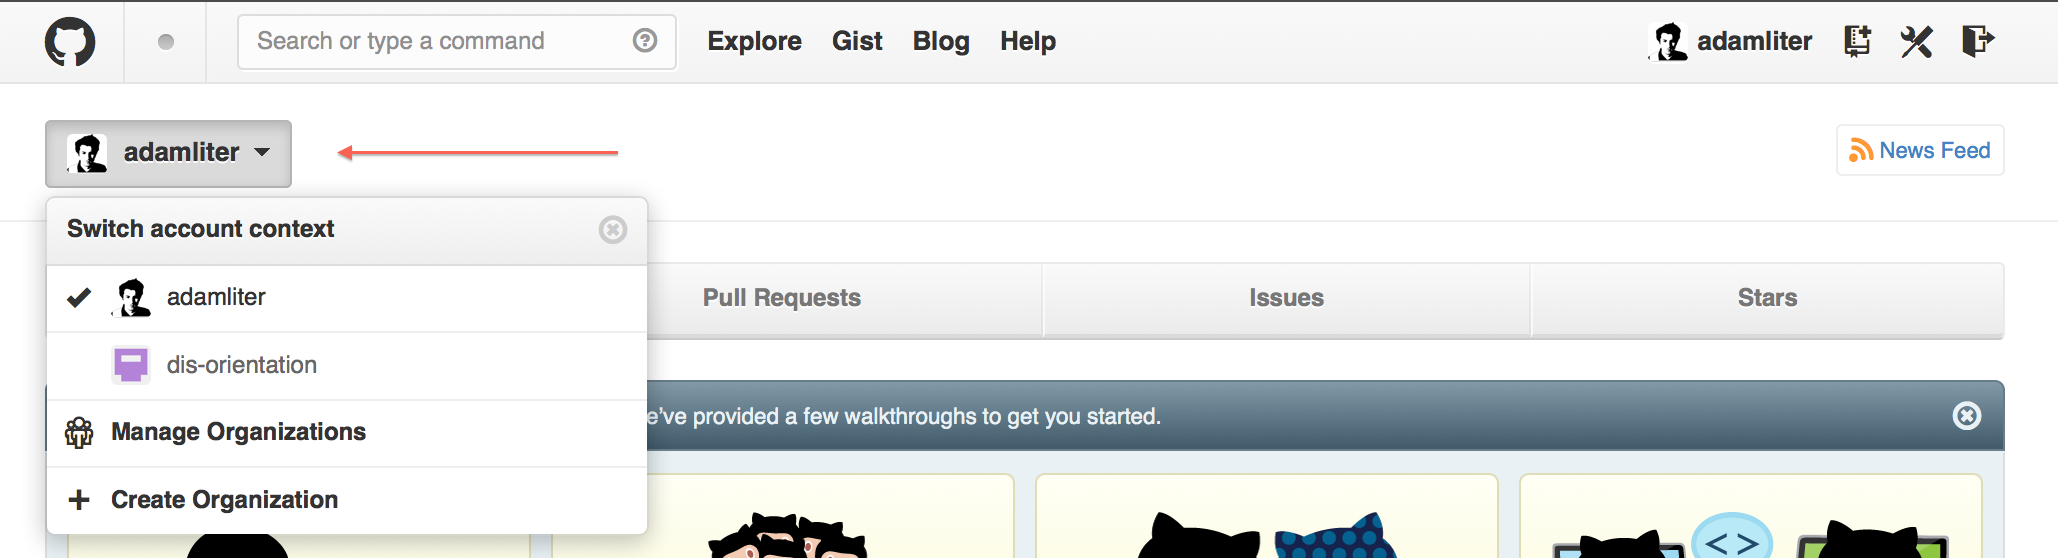 Search or type a command
Explore Gist Blog Help
adamliter
adamliter
News Feed
Switch account context
adamliter
dis-orientation
Manage Organizations
Create Organization
Pull Requests
Issues
Stars
e've provided a few walkthroughs to get you started.
<>